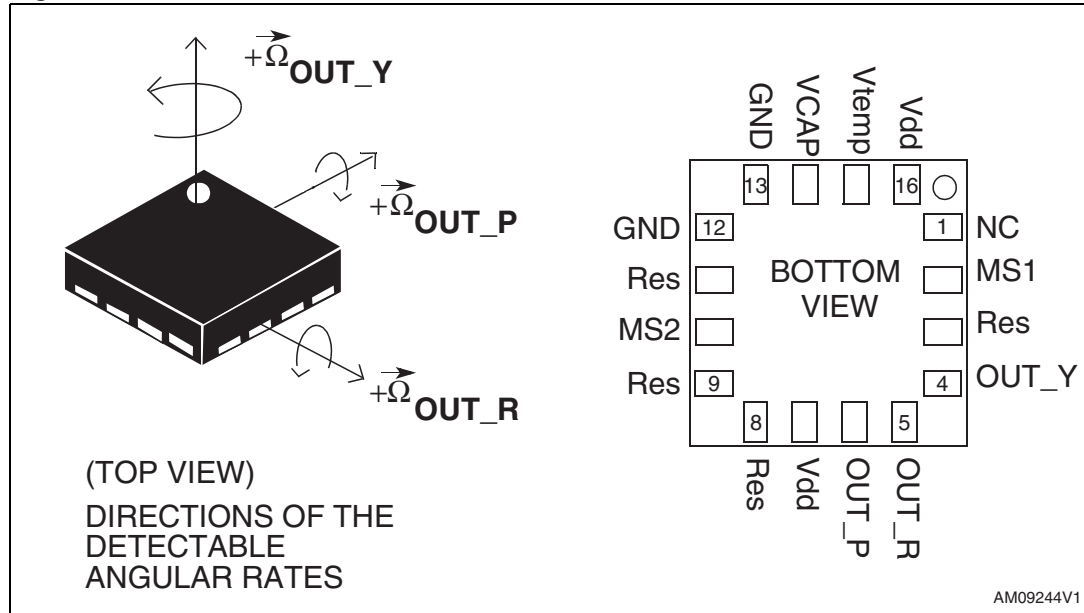 +Ω OUT_Y
+Ω OUT_P
+Ω OUT_R
(TOP VIEW)
DIRECTIONS OF THE
DETECTABLE
ANGULAR RATES
GND
VCAP
Vtemp
Vdd
13
16
GND 12
1 NC
Res
MS1
BOTTOM
VIEW
MS2
Res
Res 9
4 OUT_Y
8
5
Res
Vdd
OUT_P
OUT_R
AM09244V1